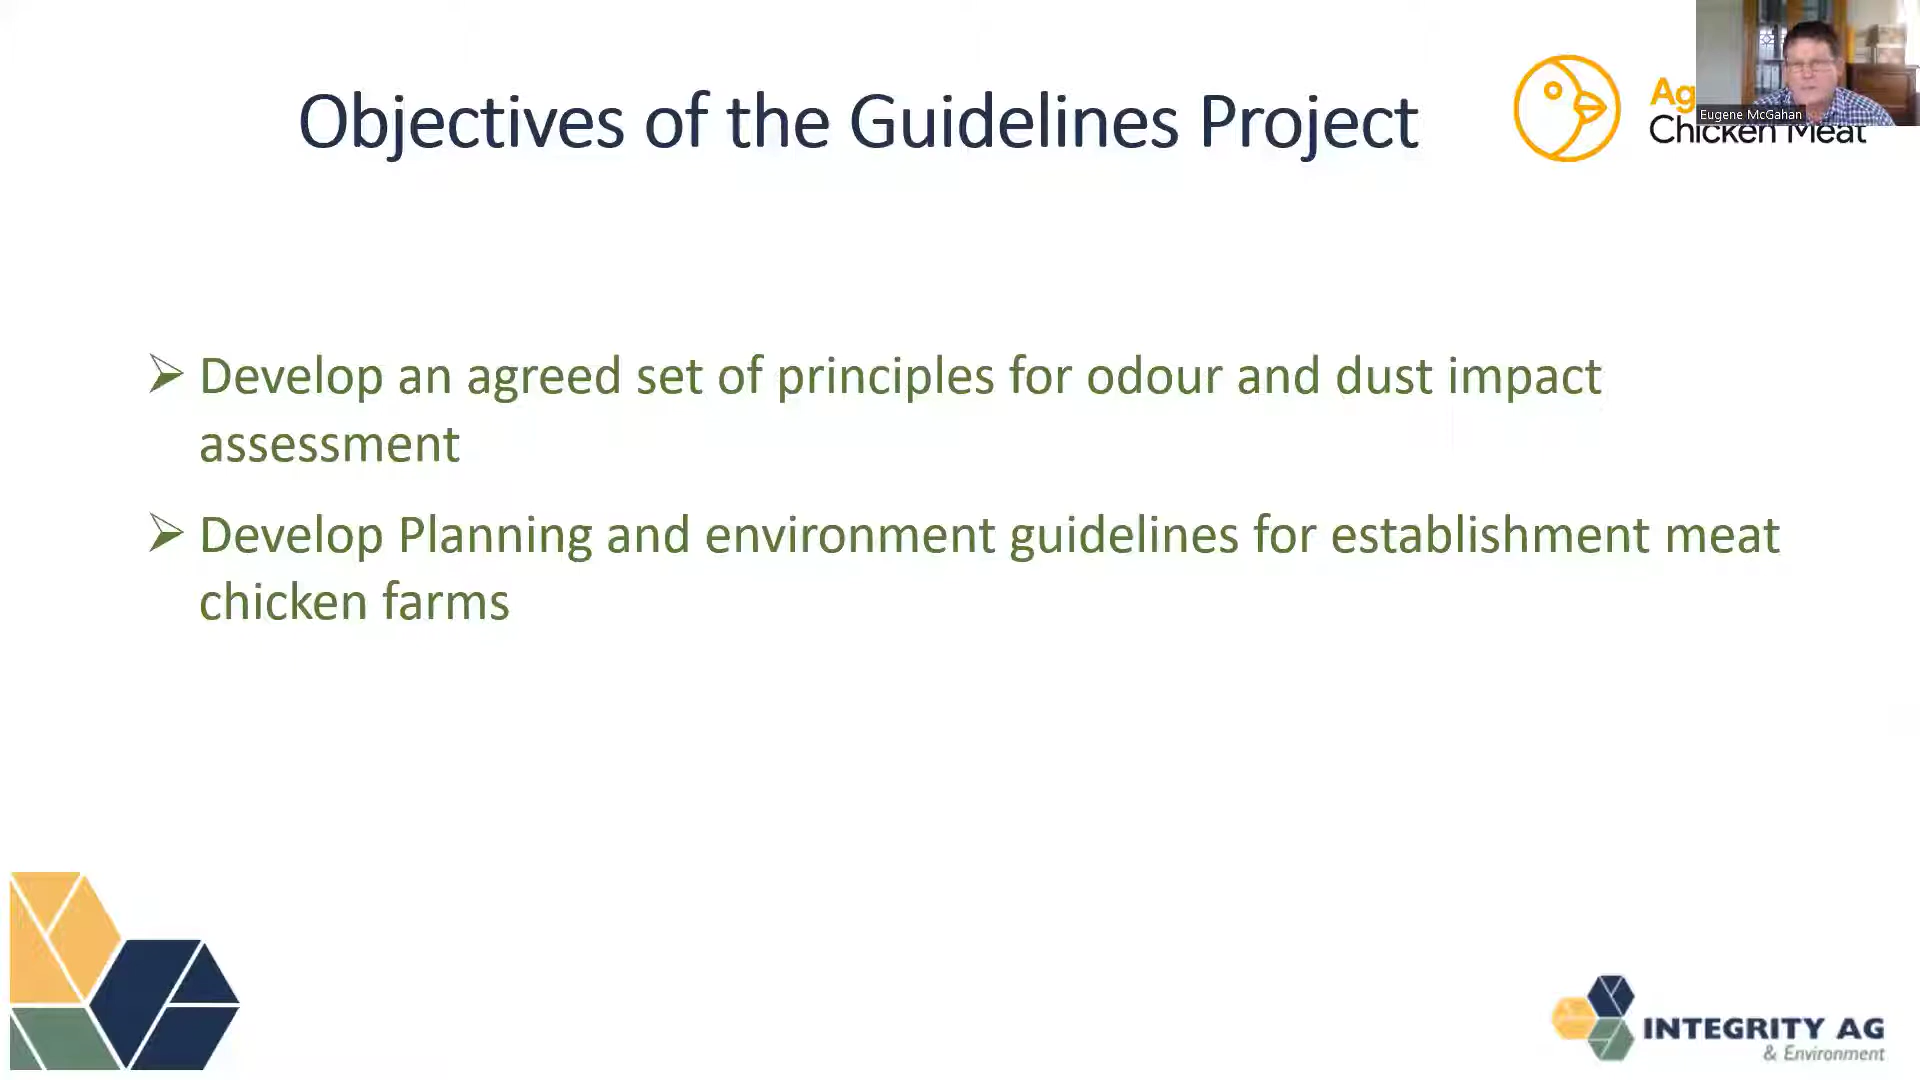 Objectives of the Guidelines Project
Ag
Chicken Meat
Eugene McGahan
Develop an agreed set of principles for odour and dust impact
assessment
Develop Planning and environment guidelines for establishment meat
chicken farms
INTEGRITY AG
& Environment